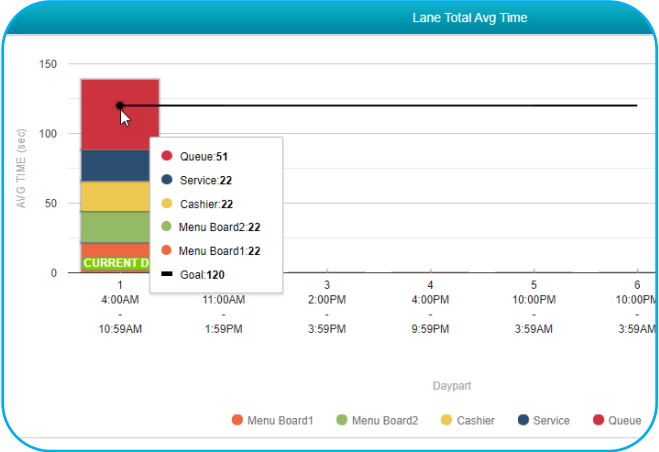 Lane Total Avg Time
150
100
50
0
AVG TIME (sec)
Queue:51
Service:22
Cashier:22
Menu Board2:22
Menu Board1:22
Goal:120
CURRENT D
1 3 4 5 6
4:00AM 11:00AM 2:00PM 4:00PM 10:00PM 10:00PM
- - - - - -
10:59AM 1:59PM 3:59PM 9:59PM 3:59AM 3:59AM
Daypart
Menu Board1 Menu Board2 Cashier Service Queue